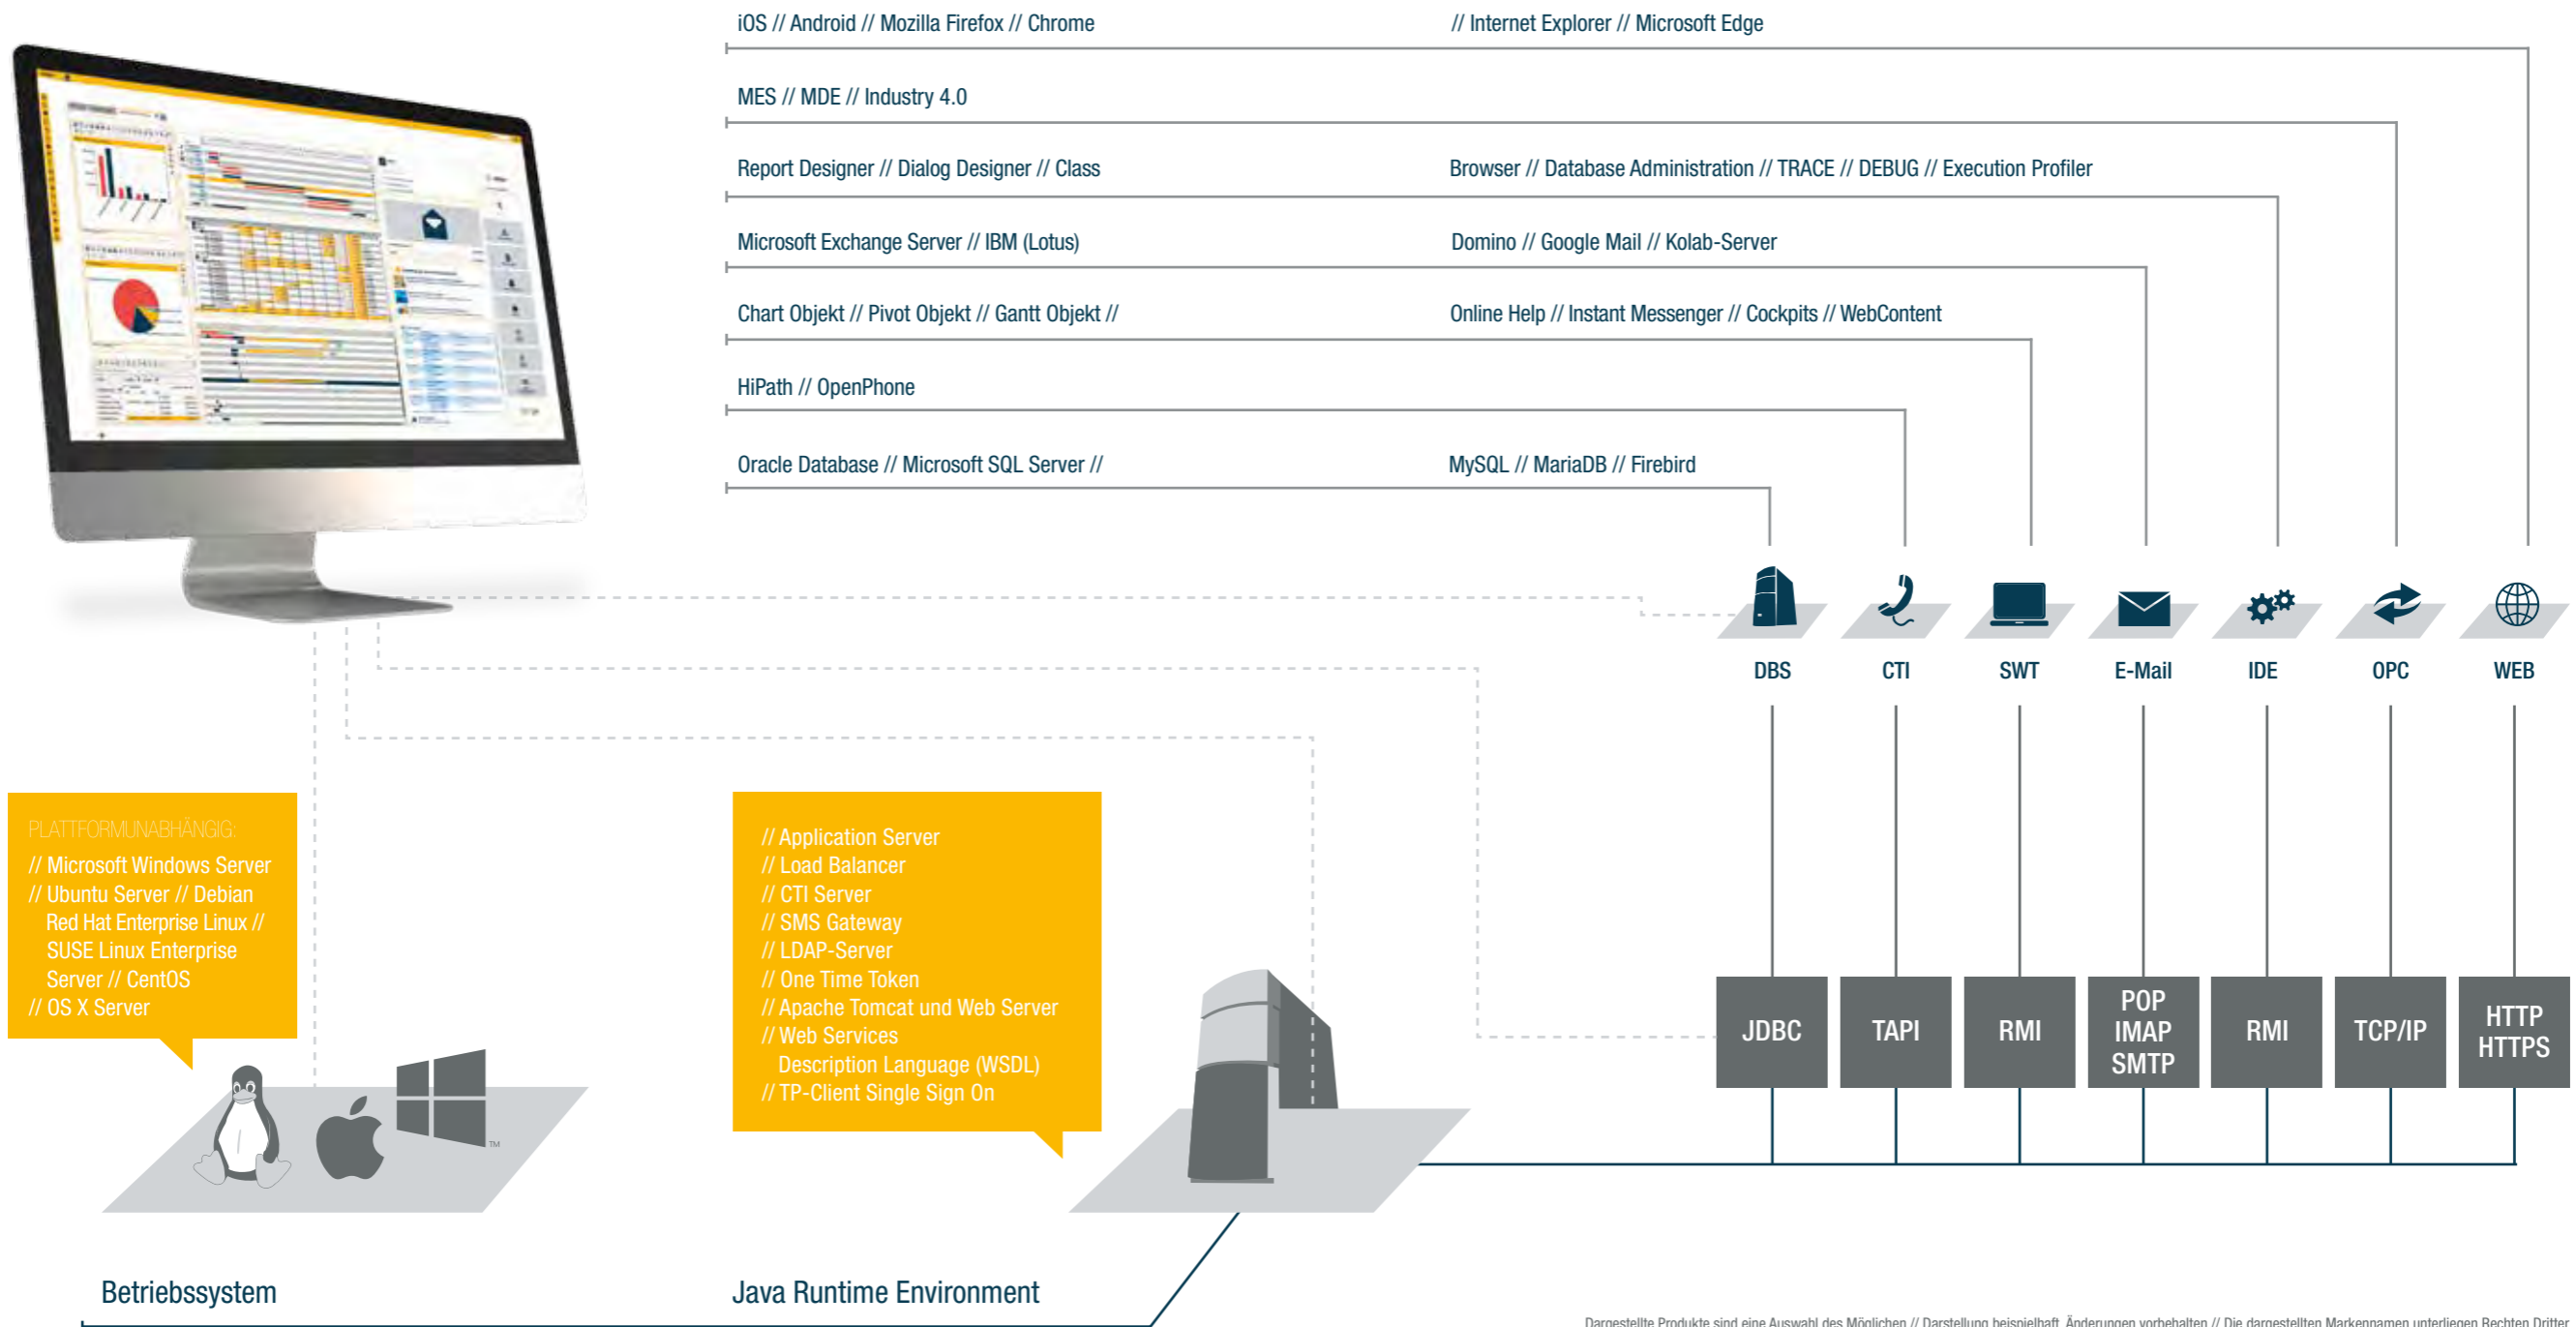 iOS // Android // Mozilla Firefox // Chrome // Internet Explorer // Microsoft Edge
MES // MDE // Industry 4.0
Report Designer // Dialog Designer // Class Browser // Database Administration // TRACE // DEBUG // Execution Profiler
Microsoft Exchange Server // IBM (Lotus) Domino // Google Mail // Kolab-Server
Chart Objekt // Pivot Objekt // Gantt Objekt // Online Help // Instant Messenger // Cockpits // WebContent
HiPath // OpenPhone
Oracle Database // Microsoft SQL Server // MySQL // MariaDB // Firebird
DBS
CTI
SWT
E-Mail
IDE
OPC
WEB
PLATTFORMUNABHÄNGIG:
// Microsoft Windows Server
// Ubuntu Server // Debian
Red Hat Enterprise Linux //
SUSE Linux Enterprise
Server // CentOS
// OS X Server
// Application Server
// Load Balancer
// CTI Server
// SMS Gateway
// LDAP-Server
// One Time Token
// Apache Tomcat und Web Server
// Web Services
Description Language (WSDL)
// TP-Client Single Sign On
JDBC
TAPI
RMI
POP
IMAP
SMTP
RMI
TCP/IP
HTTP
HTTPS
TM
Betriebssystem
Java Runtime Environment
Dargestellte Produkte sind eine Auswahl des Möglichen // Darstellung beispielhaft, Änderungen vorbehalten // Die dargestellten Markennamen unterliegen Rechten Dritter.